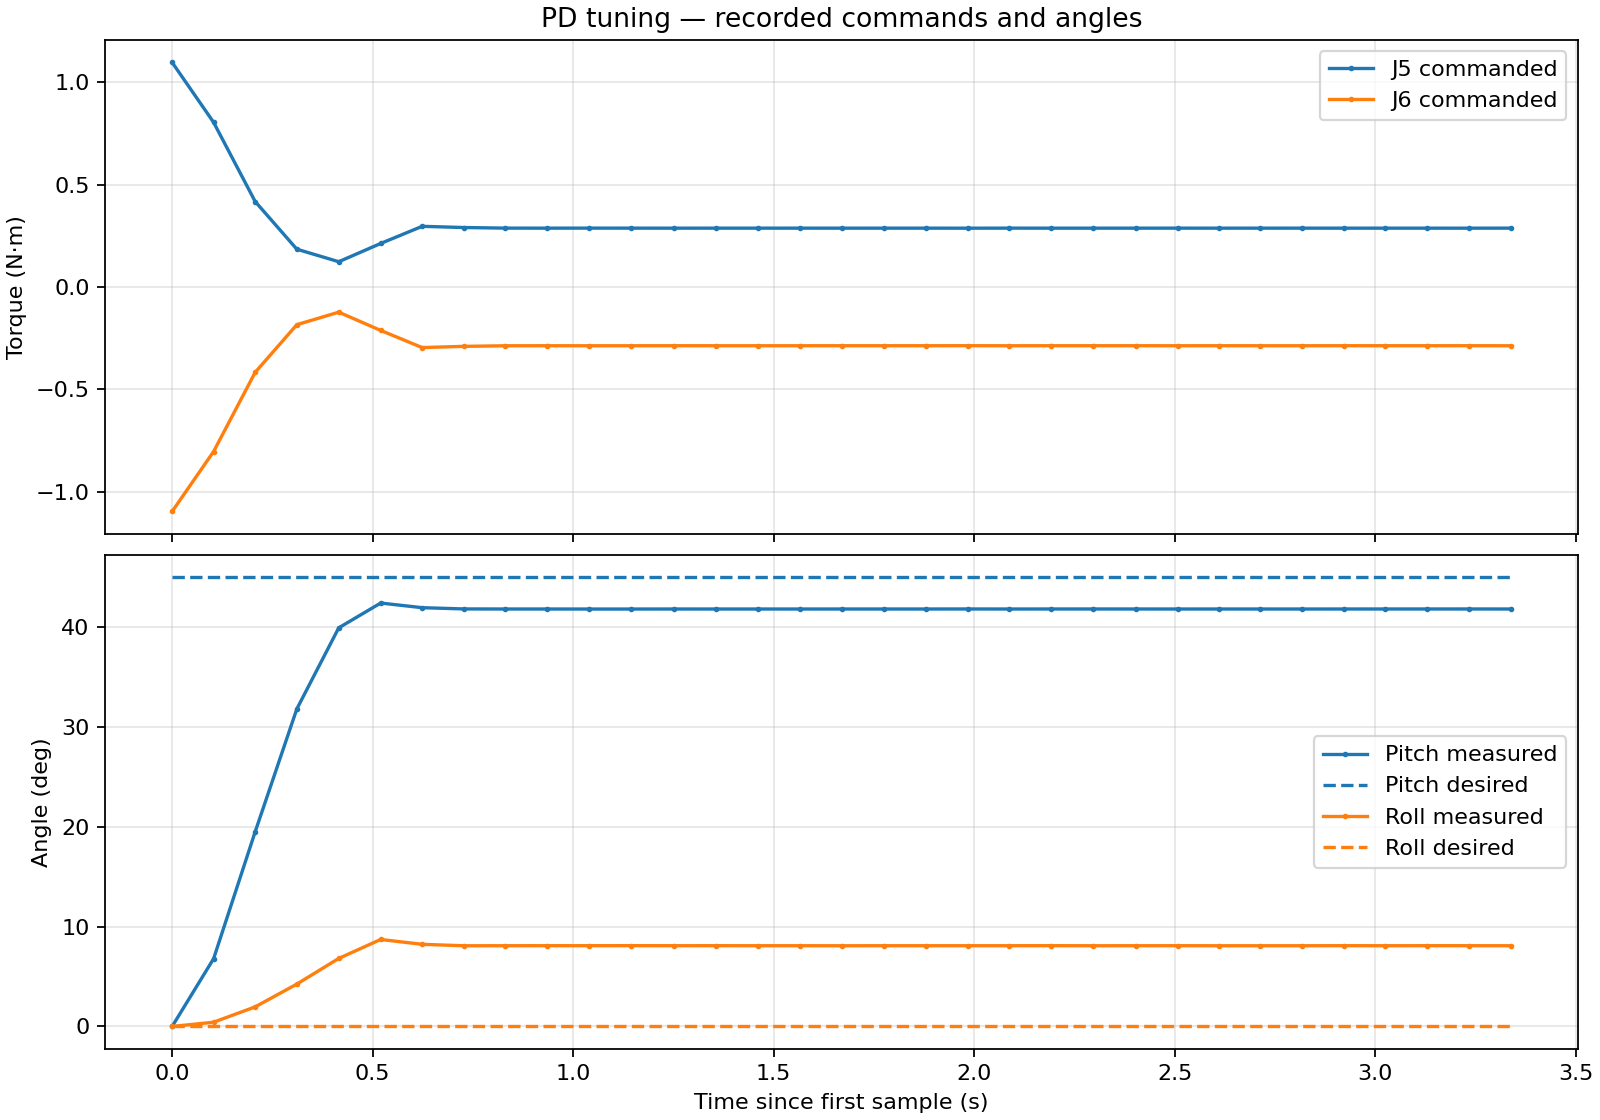 PD tuning — recorded commands and angles
J5 commanded
J6 commanded
1.0
0.5
0.0
−0.5
−1.0
Torque (N·m)
Pitch measured
Pitch desired
Roll measured
Roll desired
40
30
20
10
0
Angle (deg)
0.0 0.5 1.0 1.5 2.0 2.5 3.0 3.5
Time since first sample (s)